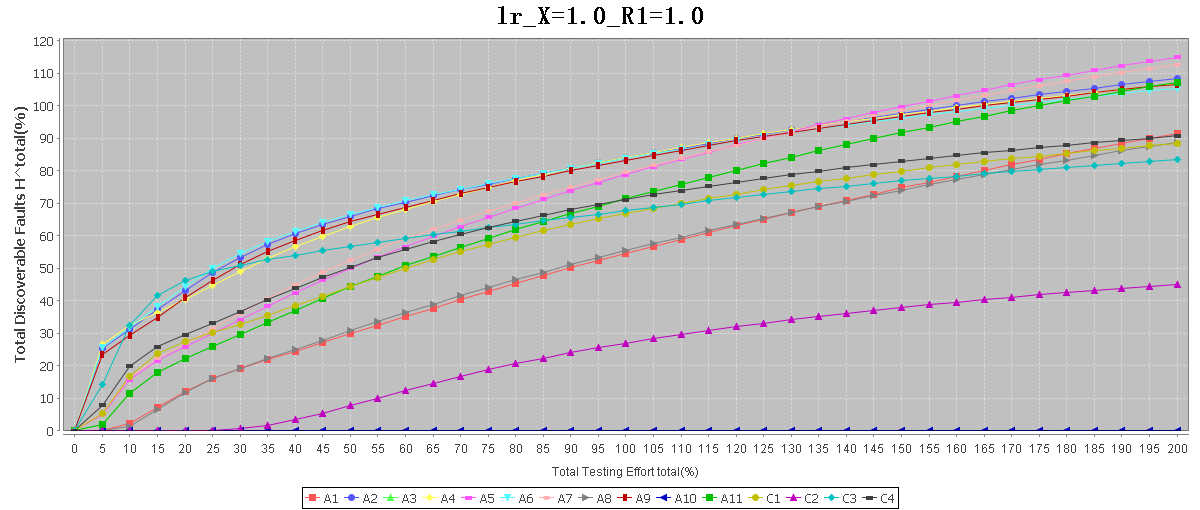 lr_X=1.0_R1=1.0
Total Discoverable Faults H^total(%)
120
110
100
90
80
70
60
50
40
30
20
10
0
0 5 10 15 20 25 30 35 40 45 50 55 60 65 70 75 80 85 90 95 100 105 110 115 120 125 130 135 140 145 150 155 160 165 170 175 180 185 190 195 200
Total Testing Effort total(%)
A1 A2 A3 A4 A5 A6 A7 A8 A9 A10 A11 C1 C2 C3 C4